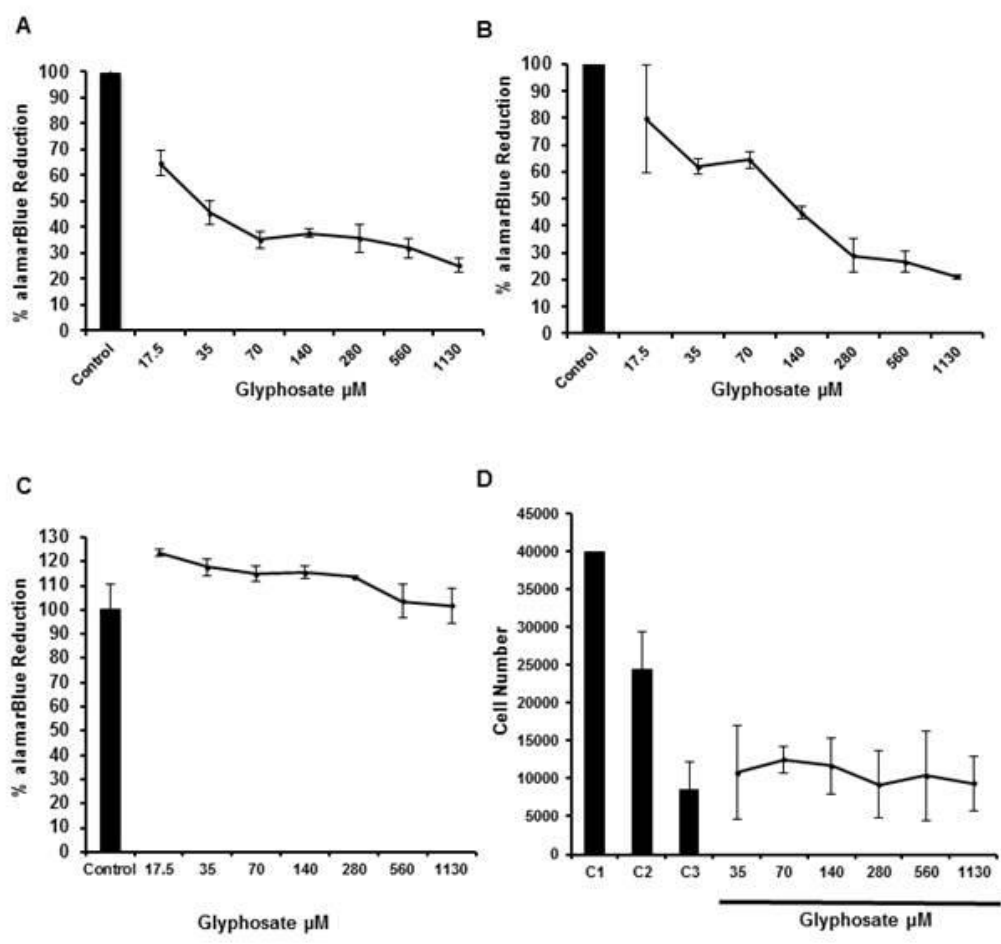 A
% alamarBlue Reduction
100
90
80
70
60
50
40
30
20
10
0
Control 17.5 35 70 140 280 560 1130
Glyphosate µM
B
% alamarBlue Reduction
100
90
80
70
60
50
40
30
20
10
0
Control 17.5 35 70 140 280 560 1130
Glyphosate µM
C
% alamarBlue Reduction
130
120
110
100
90
80
70
60
50
40
30
20
10
0
Control 17.5 35 70 140 280 560 1130
Glyphosate µM
D
Cell Number
45000
40000
35000
30000
25000
20000
15000
10000
5000
0
C1 C2 C3 35 70 140 280 560 1130
Glyphosate µM